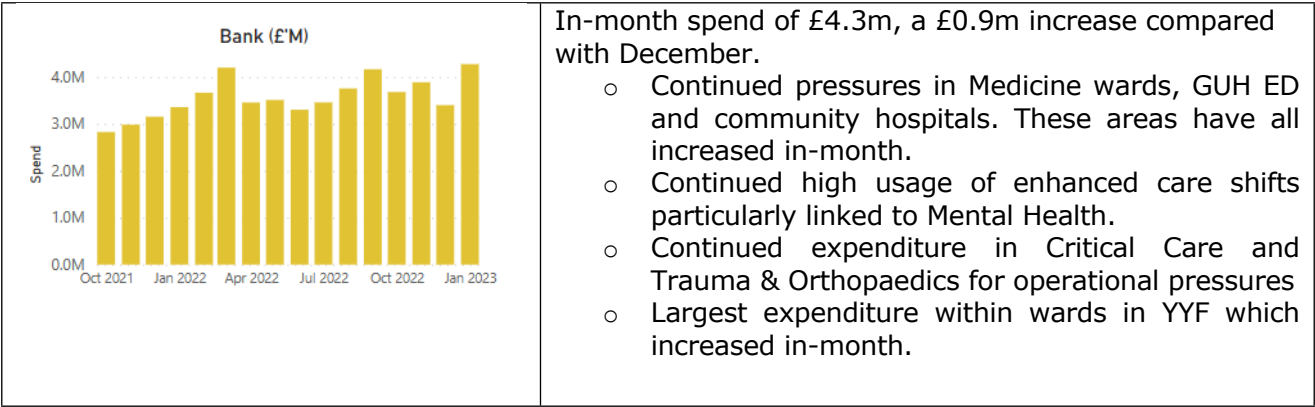 Bank (£'M)
4.0M
3.0M
2.0M
1.0M
0.0M
Spend
Oct 2021 Jan 2022 Apr 2022 Jul 2022 Oct 2022 Jan 2023
In-month spend of £4.3m, a £0.9m increase compared
with December.
o Continued pressures in Medicine wards, GUH ED
and community hospitals. These areas have all
increased in-month.
o Continued high usage of enhanced care shifts
particularly linked to Mental Health.
o Continued expenditure in Critical Care and
Trauma & Orthopaedics for operational pressures
o Largest expenditure within wards in YYF which
increased in-month.